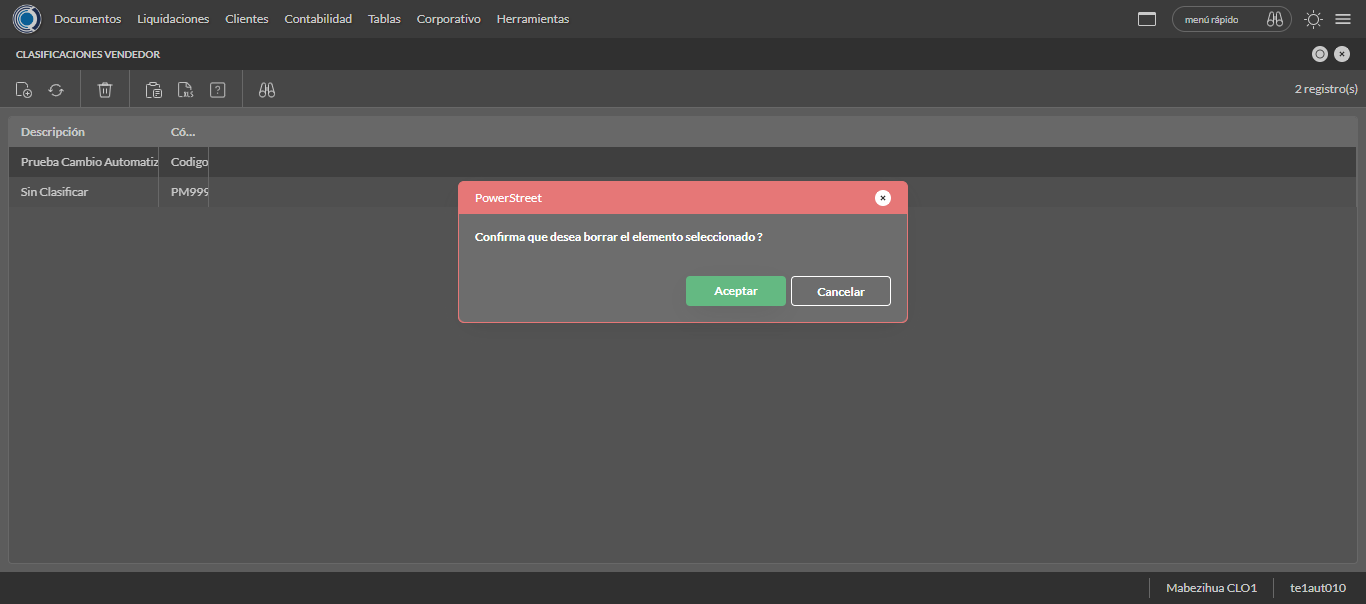 Documentos Liquidaciones Clientes Contabilidad Tablas Corporativo Herramientas menú rápido
CLASIFICACIONES VENDEDOR
XLS ? 2 registro(s)
Descripción Có...
Prueba Cambio Automatiz Codigo
Sin Clasificar PM999
PowerStreet
Confirma que desea borrar el elemento seleccionado ?
Aceptar Cancelar
Mabezihua CLO1 te1aut010